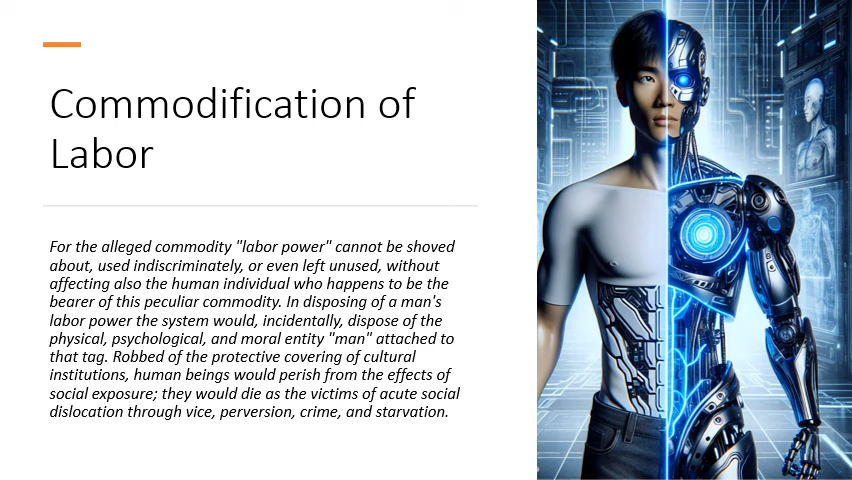 Commodification of
Labor
For the alleged commodity "labor power" cannot be shoved
about, used indiscriminately, or even left unused, without
affecting also the human individual who happens to be the
bearer of this peculiar commodity. In disposing of a man's
labor power the system would, incidentally, dispose of the
physical, psychological, and moral entity "man" attached to
that tag. Robbed of the protective covering of cultural
institutions, human beings would perish from the effects of
social exposure; they would die as the victims of acute social
dislocation through vice, perversion, crime, and starvation.